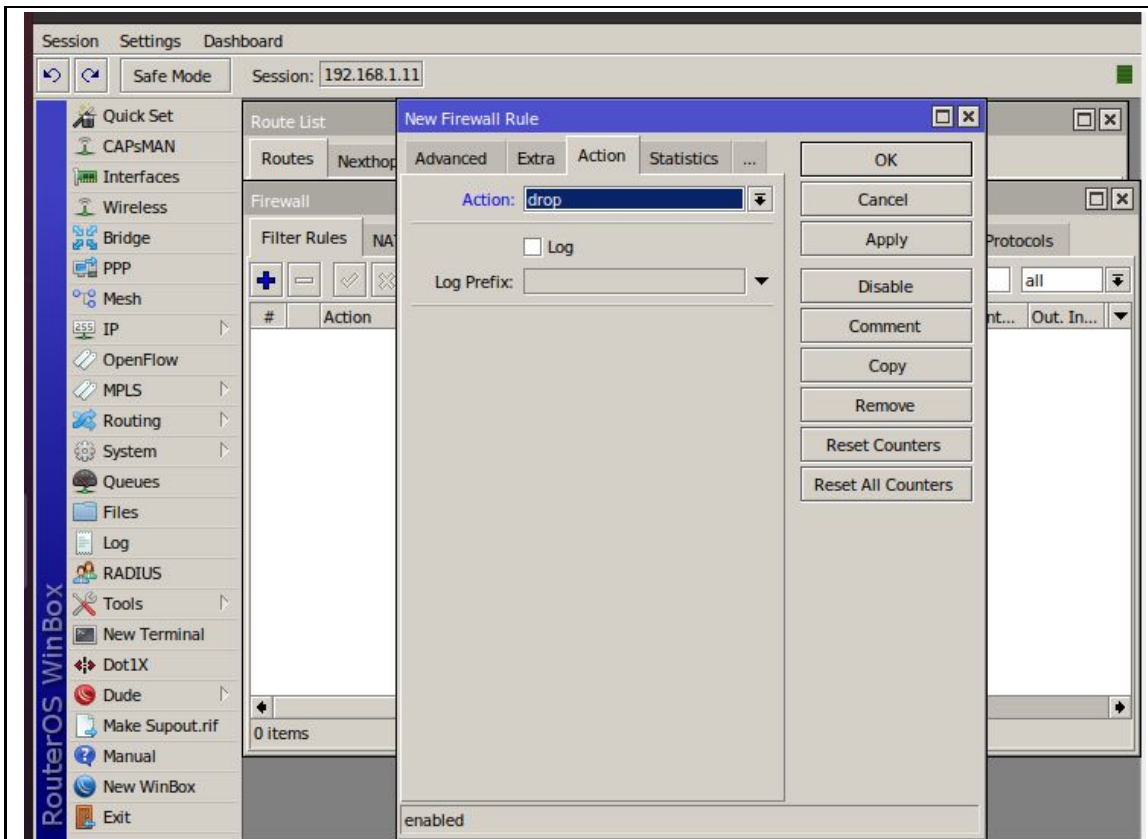 Session Settings Dashboard
Safe Mode Session: 192.168.1.11
Quick Set
CAPsMAN
Interfaces
Wireless
Bridge
PPP
Mesh
255 IP
OpenFlow
MPLS
Routing
System
Queues
Files
Log
RADIUS
Tools
New Terminal
Dot1X
Dude
Make Supout.rif
Manual
New WinBox
Exit
RouterOS WinBox
Route List
Routes Nexthop
Firewall
Filter Rules NA
Protocols
all
# Action
nt... Out. In...
0 items
New Firewall Rule
Advanced Extra Action Statistics ...
Action: drop
Log
Log Prefix:
OK
Cancel
Apply
Disable
Comment
Copy
Remove
Reset Counters
Reset All Counters
enabled